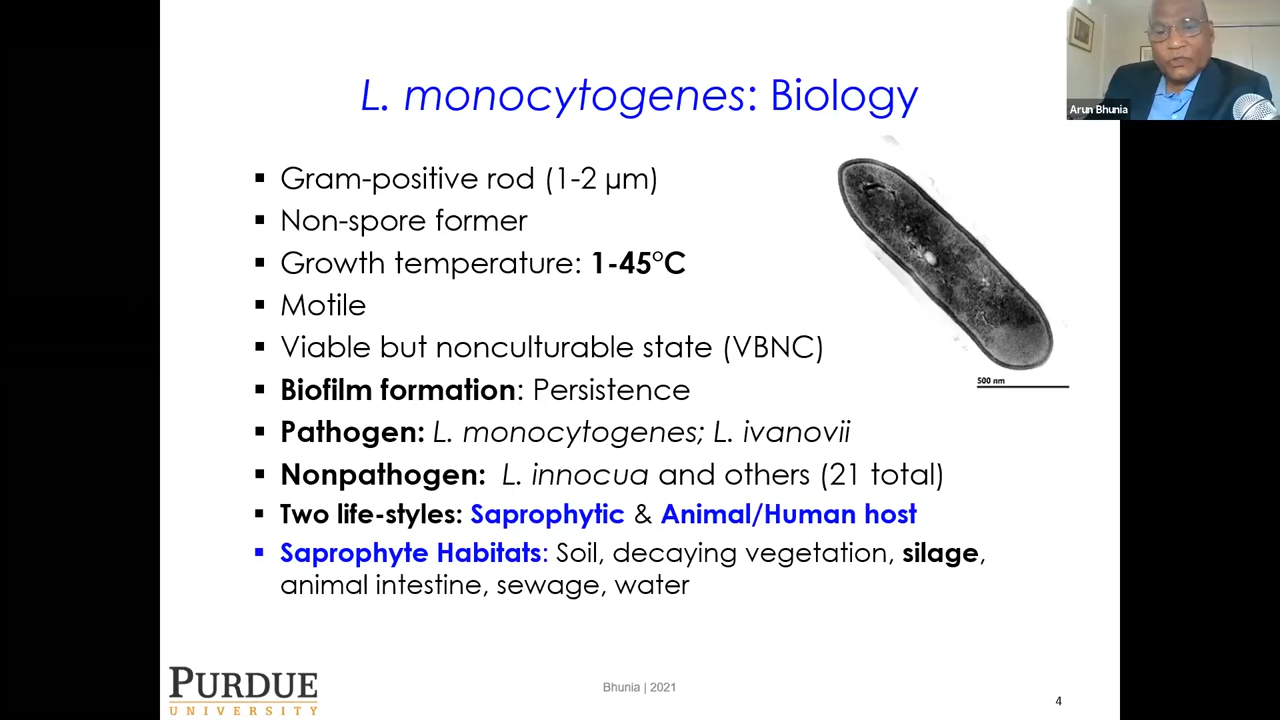 L. monocytogenes: Biology
Arun Bhunia
▪ Gram-positive rod (1-2 µm)
▪ Non-spore former
▪ Growth temperature: 1-45°C
▪ Motile
▪ Viable but nonculturable state (VBNC)
▪ Biofilm formation: Persistence
▪ Pathogen: L. monocytogenes; L. ivanovii
▪ Nonpathogen: L. innocua and others (21 total)
▪ Two life-styles: Saprophytic & Animal/Human host
▪ Saprophyte Habitats: Soil, decaying vegetation, silage,
animal intestine, sewage, water
500 nm
PURDUE
UNIVERSITY
Bhunia | 2021
4